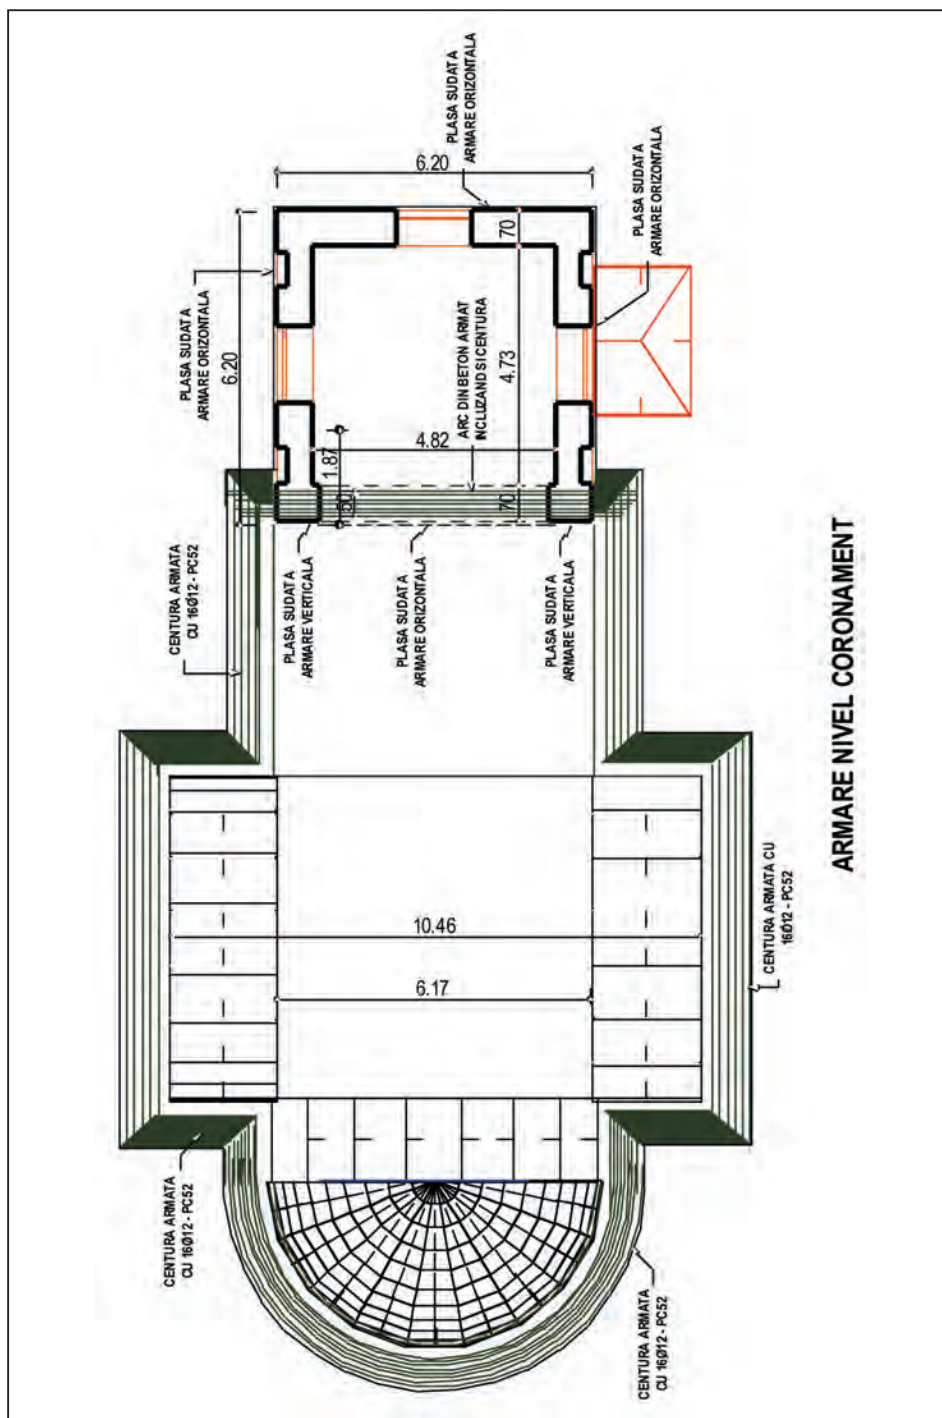 PLASA SUDATA
ARMARE ORIZONTALA
6.20
PLASA SUDATA
ARMARE ORIZONTALA
PLASA SUDATA
ARMARE ORIZONTALA
6.20
70
ARC DIN BETON ARMAT
INCLUZAND SI CENTURA
4.73
4.82
1.87
50
70
CENTURA ARMATA
CU 16Ø12 - PC52
PLASA SUDATA
ARMARE VERTICALA
PLASA SUDATA
ARMARE ORIZONTALA
PLASA SUDATA
ARMARE VERTICALA
ARMARE NIVEL CORONAMENT
10.46
6.17
CENTURA ARMATA CU
16Ø12 - PC52
CENTURA ARMATA
CU 16Ø12 - PC52
CENTURA ARMATA
CU 16Ø12 - PC52